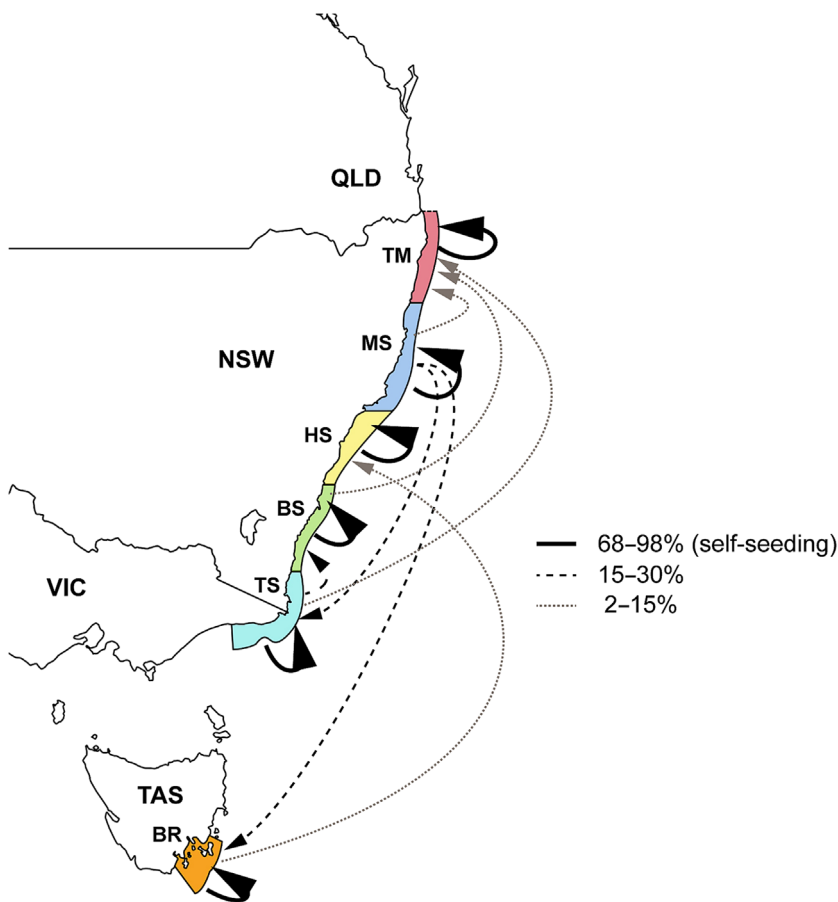 QLD
TM
MS
NSW
HS
BS
68–98% (self-seeding)
15–30%
2–15%
TS
VIC
TAS
BR